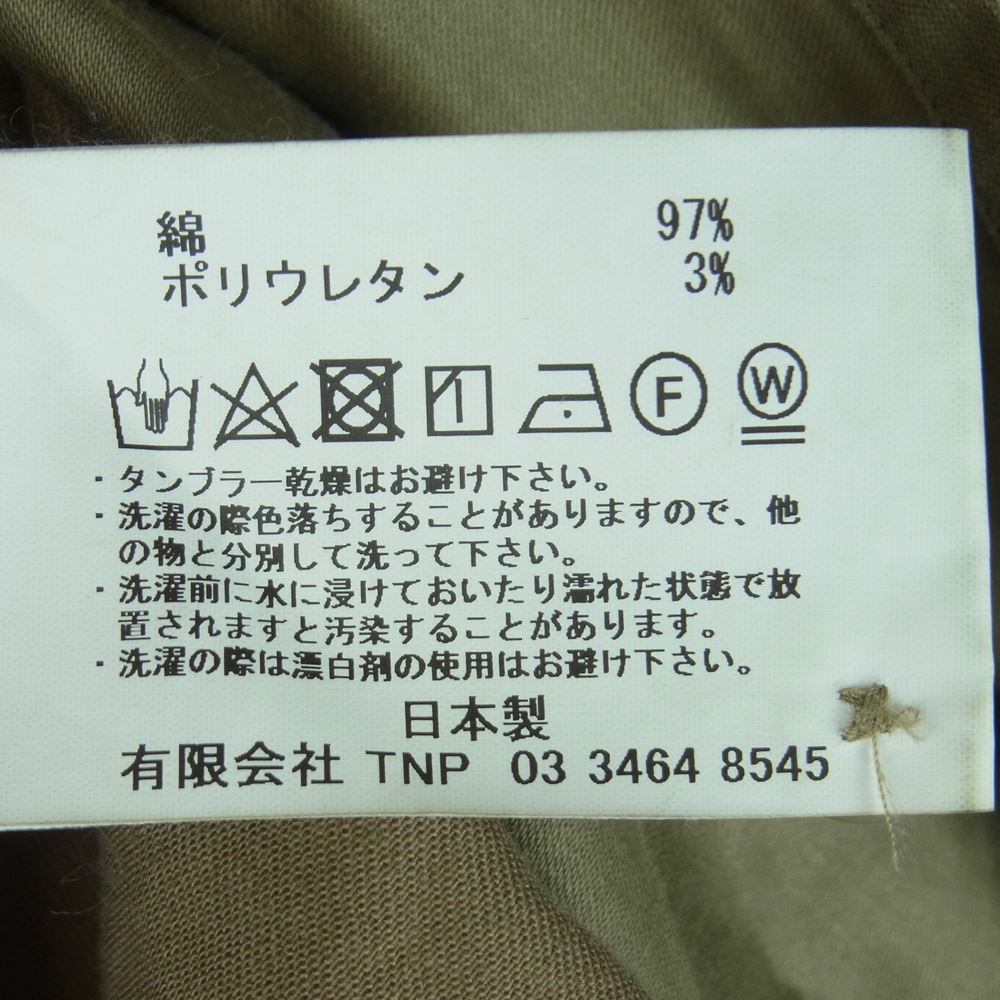 綿 97%
ポリウレタン 3%
F W
・タンブラー乾燥はお避け下さい。
・洗濯の際色落ちすることがありますので、他
の物と分別して洗って下さい。
・洗濯前に水に浸けておいたり濡れた状態で放
置されますと汚染することがあります。
・洗濯の際は漂白剤の使用はお避け下さい。
日本製
有限会社 TNP 03 3464 8545